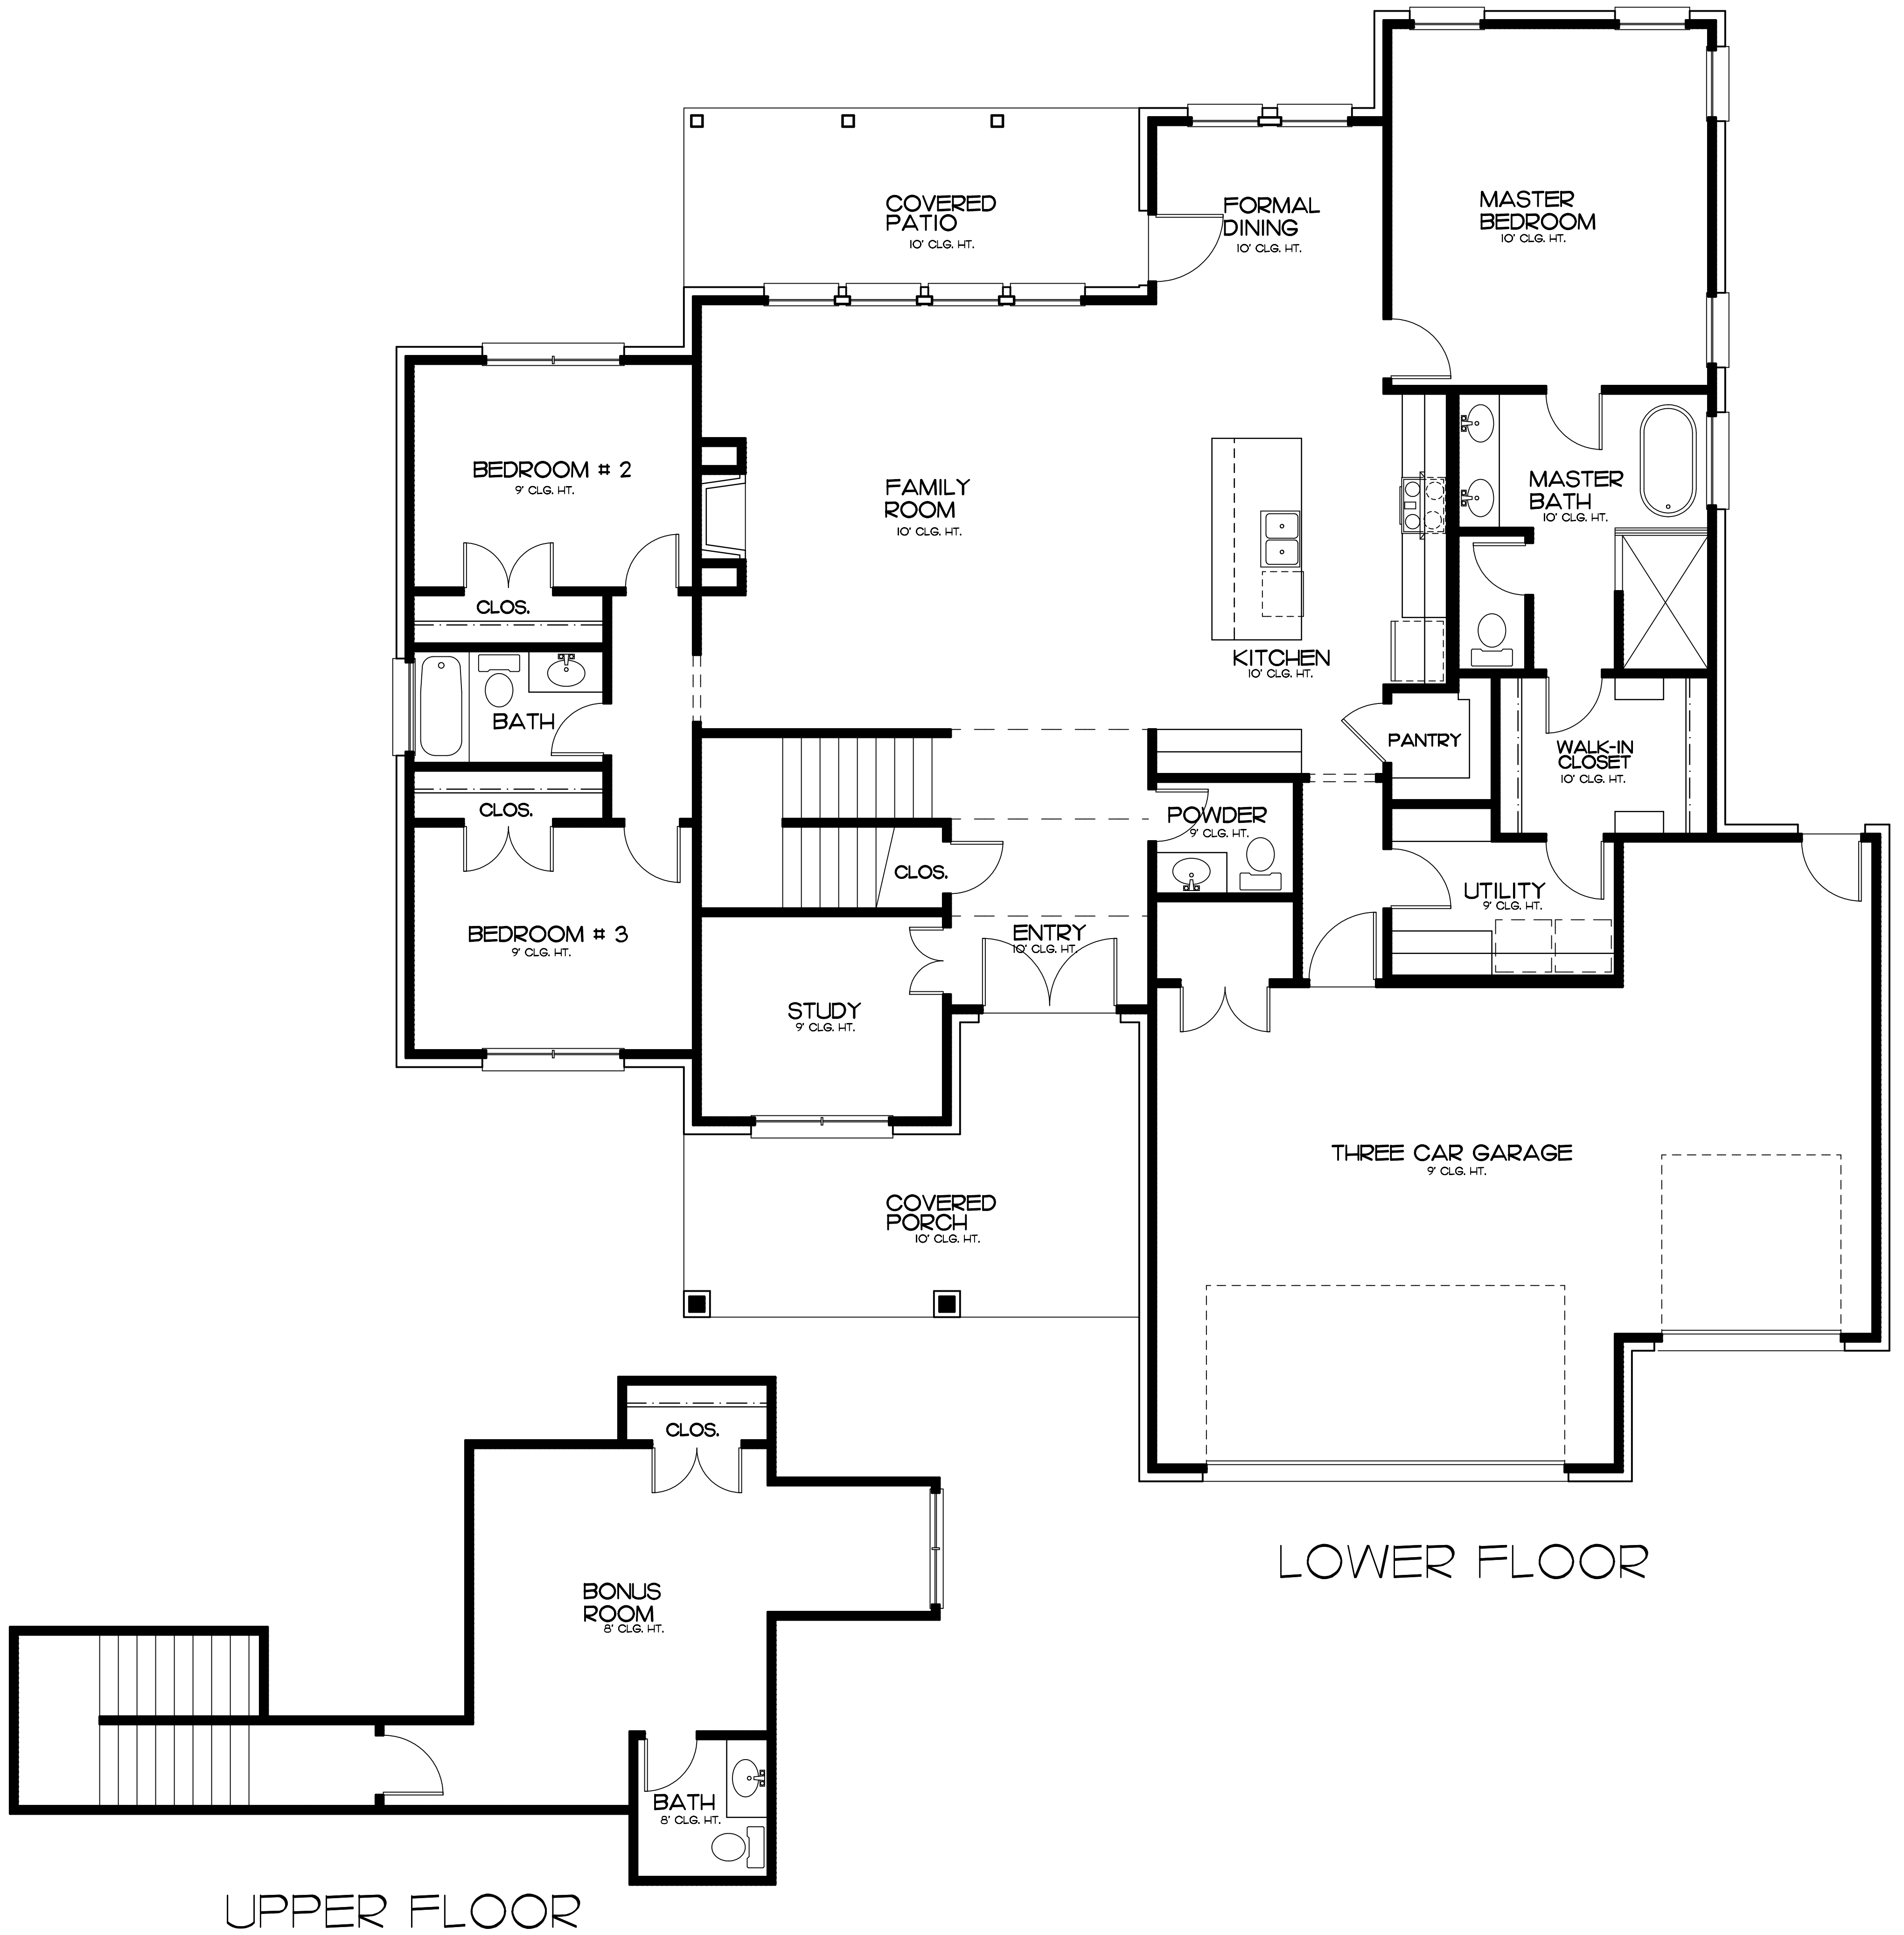 COVERED
PATIO
10' CLG. HT.
FORMAL
DINING
10' CLG. HT.
MASTER
BEDROOM
10' CLG. HT.
BEDROOM # 2
9' CLG. HT.
FAMILY
ROOM
10' CLG. HT.
MASTER
BATH
10' CLG. HT.
CLOS.
KITCHEN
10' CLG. HT.
BATH
PANTRY
WALK-IN
CLOSET
10' CLG. HT.
CLOS.
POWDER
9' CLG. HT.
CLOS.
UTILITY
9' CLG. HT.
BEDROOM # 3
9' CLG. HT.
ENTRY
10' CLG. HT.
STUDY
9' CLG. HT.
THREE CAR GARAGE
9' CLG. HT.
COVERED
PORCH
10' CLG. HT.
LOWER FLOOR
CLOS.
BONUS
ROOM
8' CLG. HT.
BATH
8' CLG. HT.
UPPER FLOOR